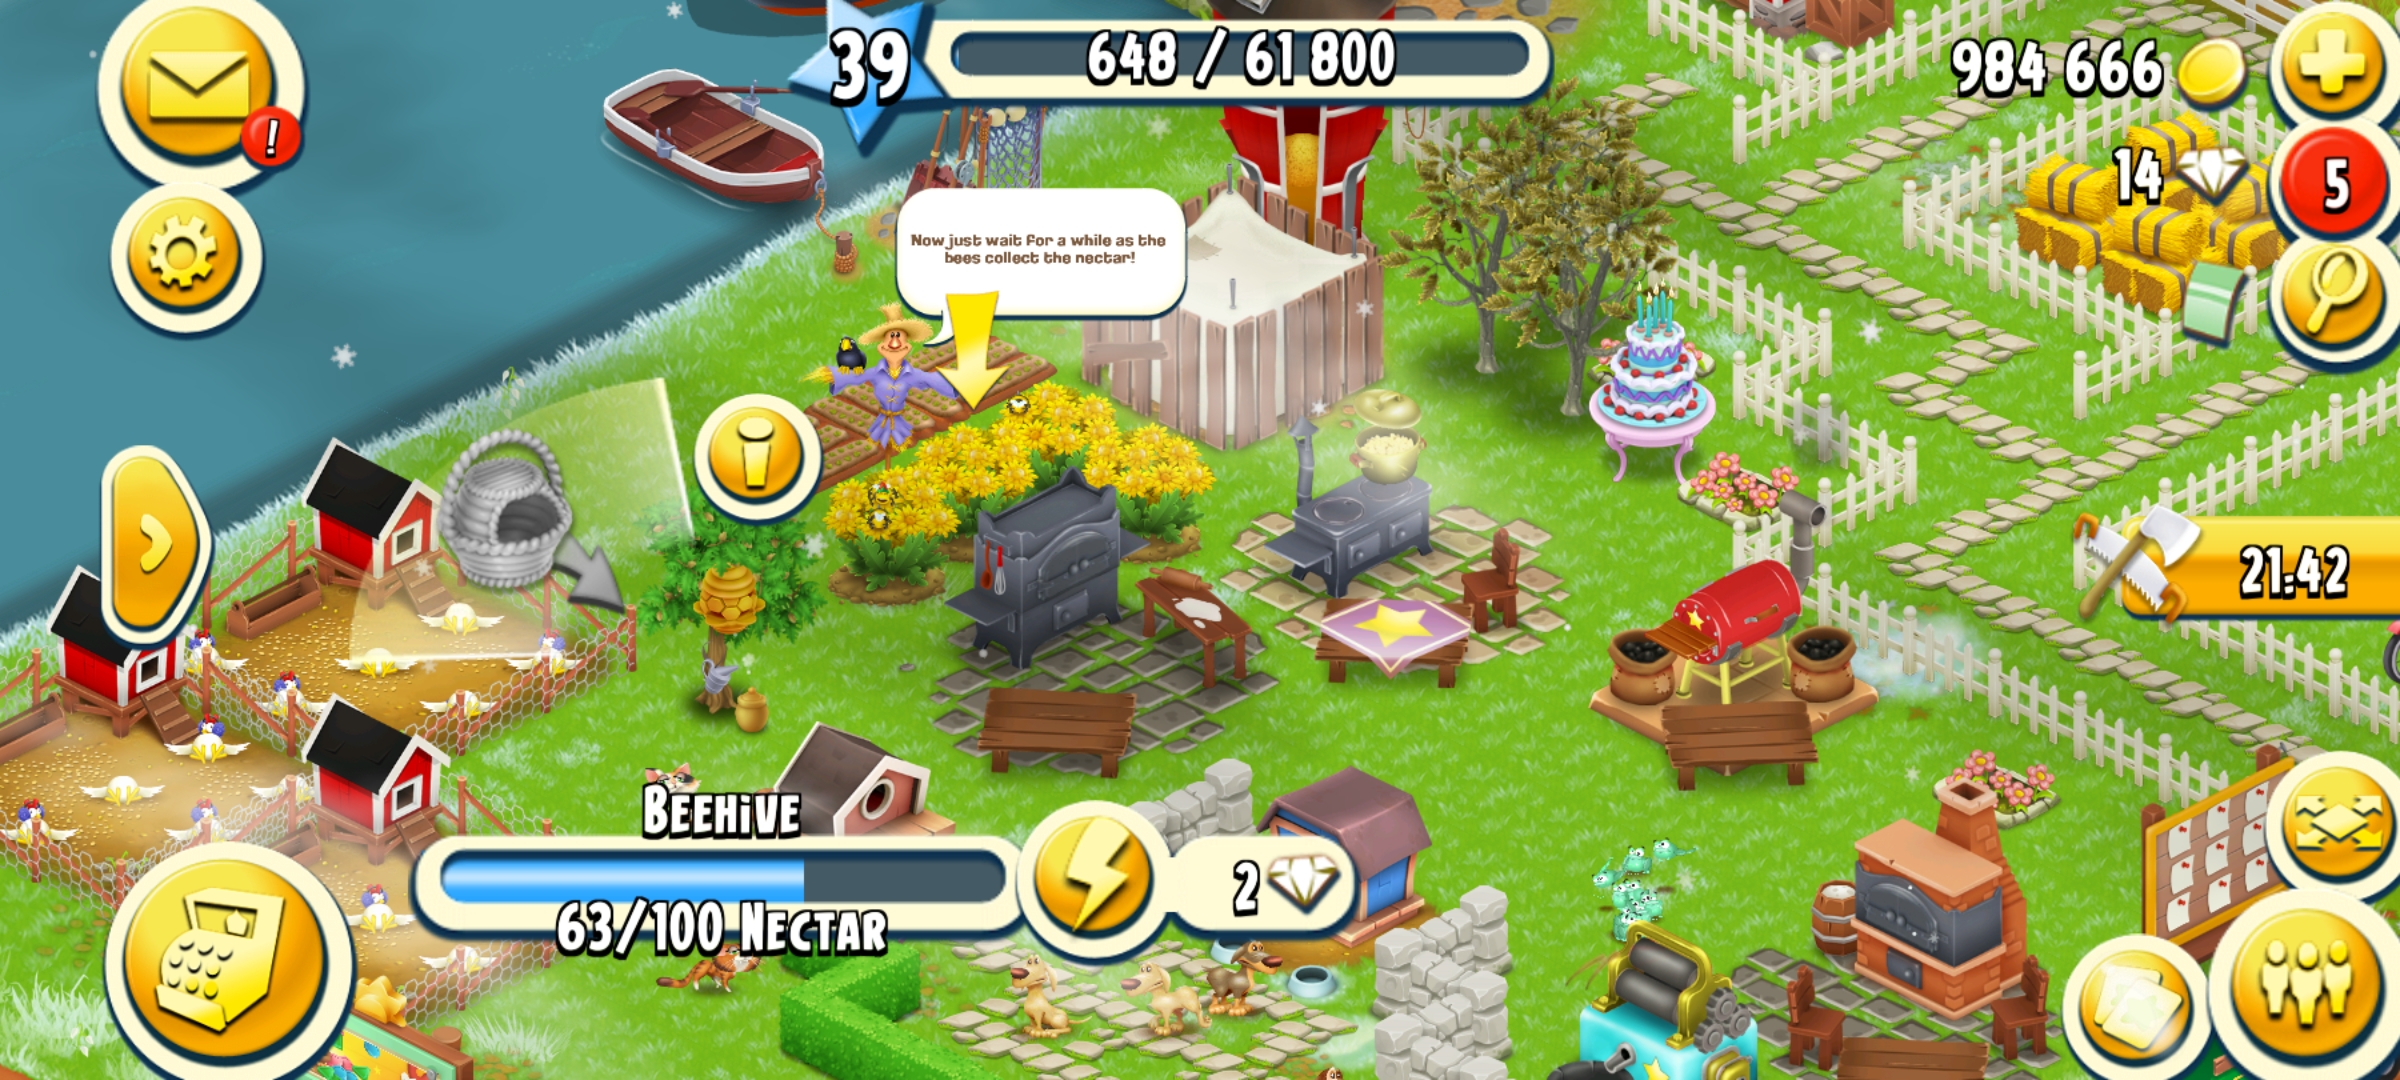 39
648 / 61 800
984 666
14
5
!
Now just wait for a while as the
bees collect the nectar!
21:42
BEEHIVE
63/100 NECTAR
2